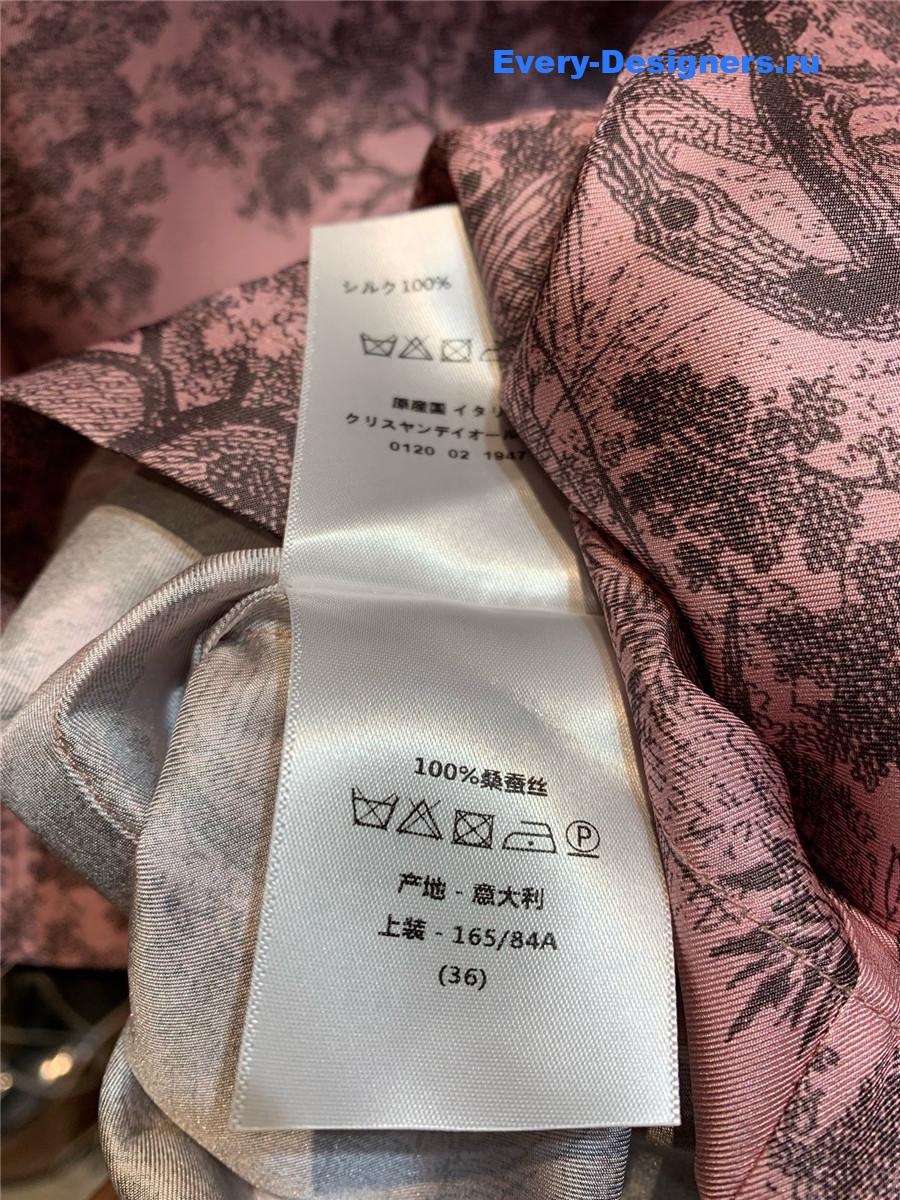 Every-Designers.ru
シルク100%
原産国 イタリ
クリスヤンデイオール
0120 02 1947
100%桑蚕丝
P
产地 - 意大利
上装 - 165/84A
(36)